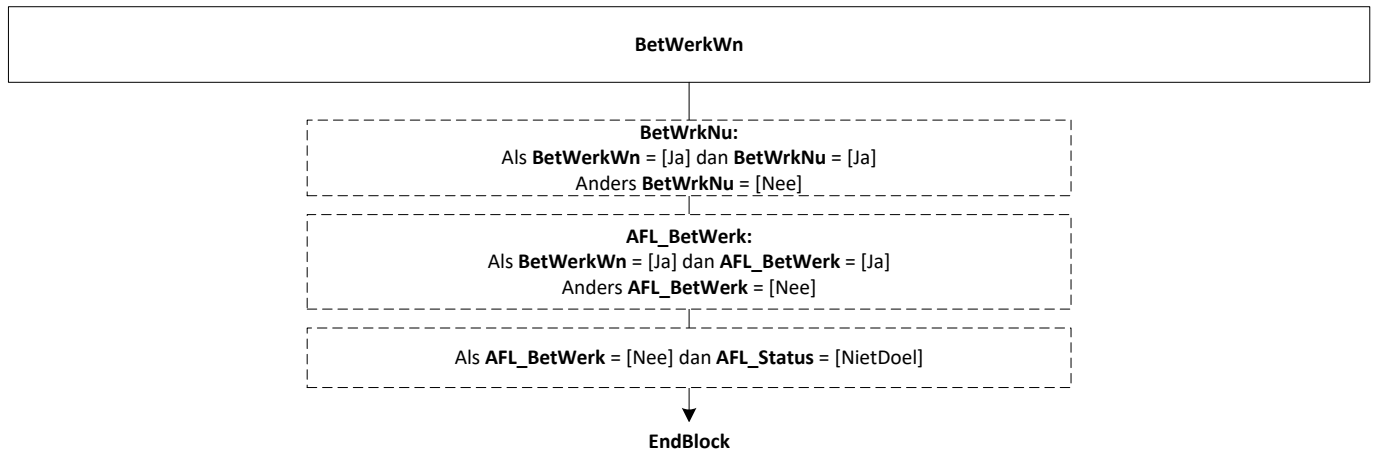 BetWerkWn
BetWrkNu:
Als BetWerkWn = [Ja] dan BetWrkNu = [Ja]
Anders BetWrkNu = [Nee]
AFL_BetWerk:
Als BetWerkWn = [Ja] dan AFL_BetWerk = [Ja]
Anders AFL_BetWerk = [Nee]
Als AFL_BetWerk = [Nee] dan AFL_Status = [NietDoel]
EndBlock